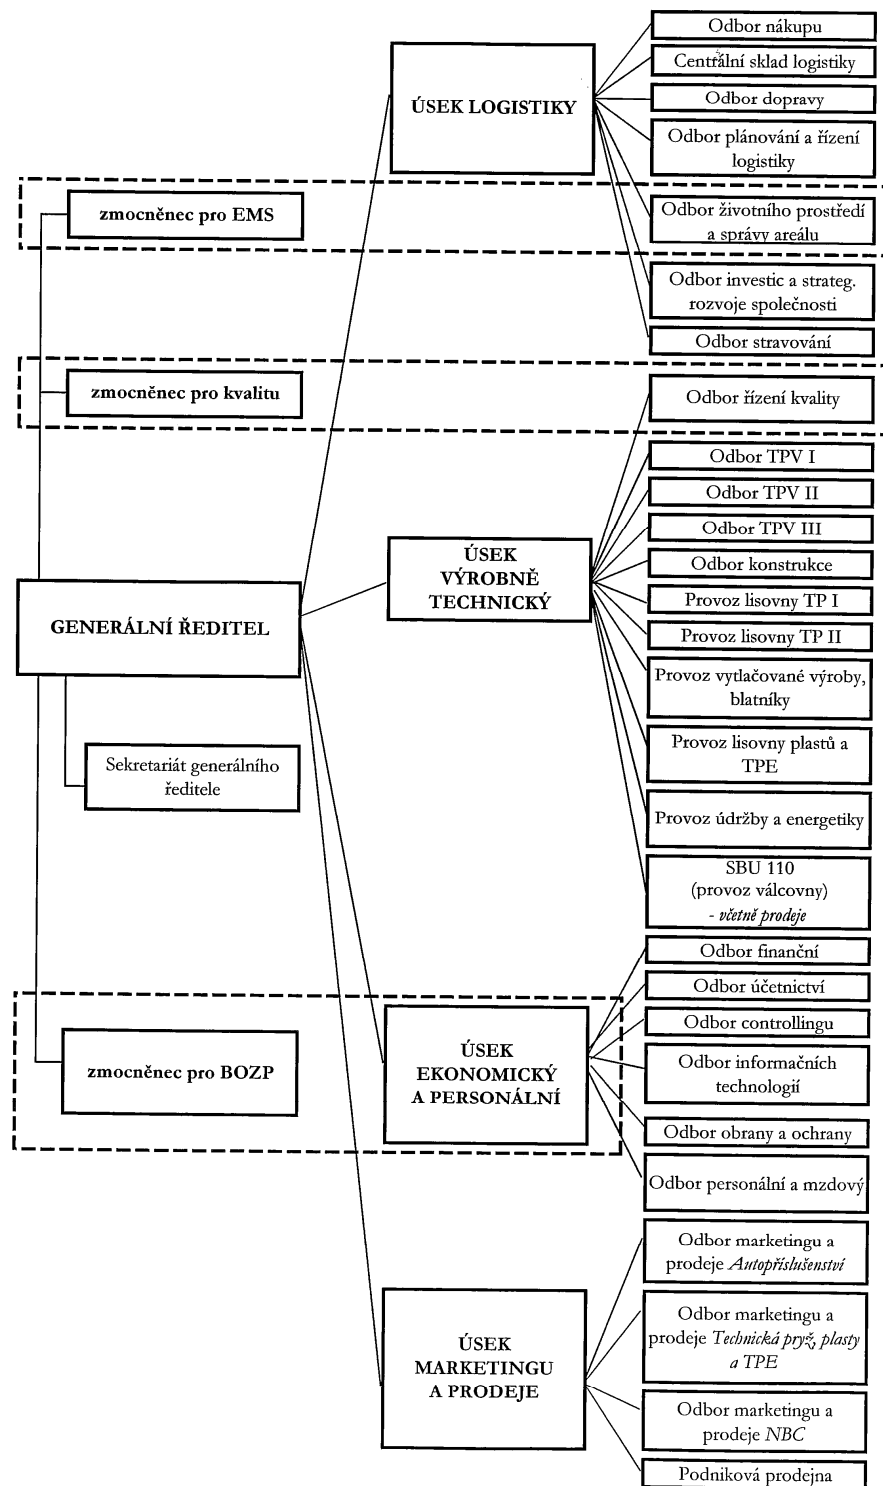 Odbor nákupu
Centrální sklad logistiky
ÚSEK LOGISTIKY
Odbor dopravy
Odbor plánování a řízení
logistiky
zmocněnec pro EMS
Odbor životního prostředí
a správy areálu
Odbor investic a strateg.
rozvoje společnosti
Odbor stravování
zmocněnec pro kvalitu
Odbor řízení kvality
Odbor TPV I
Odbor TPV II
Odbor TPV III
ÚSEK
VÝROBNĚ
TECHNICKÝ
Odbor konstrukce
Provoz lisovny TP I
Provoz lisovny TP II
GENERÁLNÍ ŘEDITEL
Provoz vytlačované výroby,
blatníky
Provoz lisovny plastů a
TPE
Sekretariát generálního
ředitele
Provoz údržby a energetiky
SBU 110
(provoz válcovny)
- včetně prodeje
Odbor finanční
Odbor účetnictví
Odbor controllingu
zmocněnec pro BOZP
ÚSEK
EKONOMICKÝ
A PERSONÁLNÍ
Odbor informačních
technologií
Odbor obrany a ochrany
Odbor personální a mzdový
Odbor marketingu a
prodeje Autopříslušenství
ÚSEK
MARKETINGU
A PRODEJE
Odbor marketingu a
prodeje Technická pryž, plasty
a TPE
Odbor marketingu a
prodeje NBC
Podniková prodejna